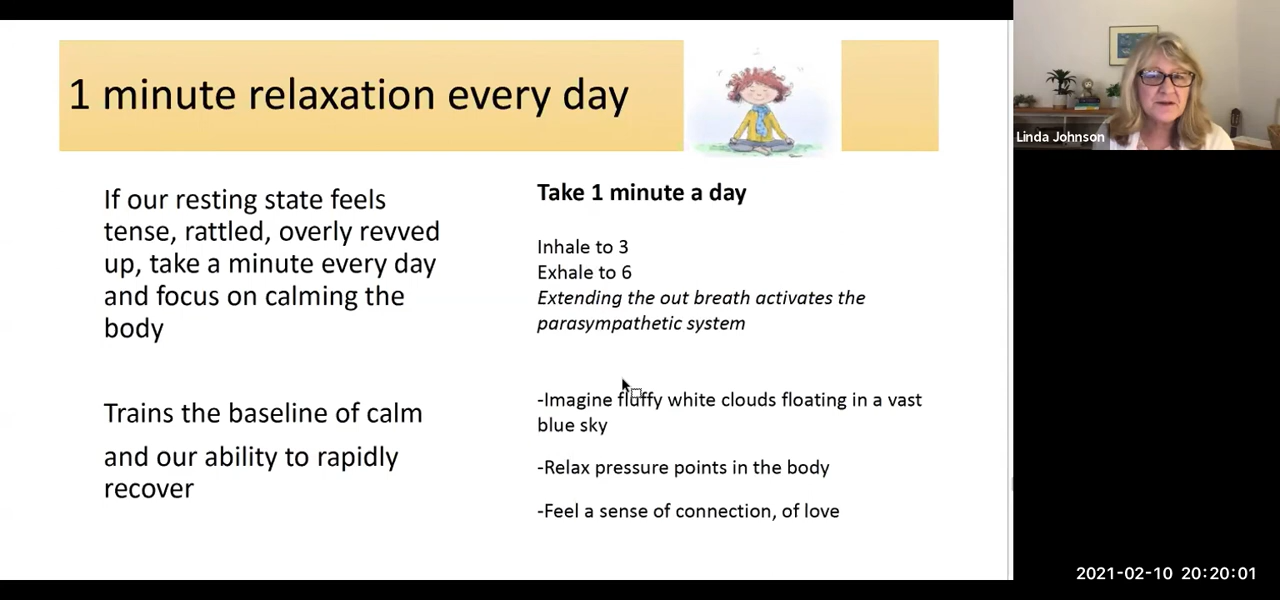 1 minute relaxation every day
If our resting state feels
tense, rattled, overly revved
up, take a minute every day
and focus on calming the
body
Trains the baseline of calm
and our ability to rapidly
recover
Take 1 minute a day
Inhale to 3
Exhale to 6
Extending the out breath activates the
parasympathetic system
-Imagine fluffy white clouds floating in a vast
blue sky
-Relax pressure points in the body
-Feel a sense of connection, of love
Linda Johnson
2021-02-10 20:20:01